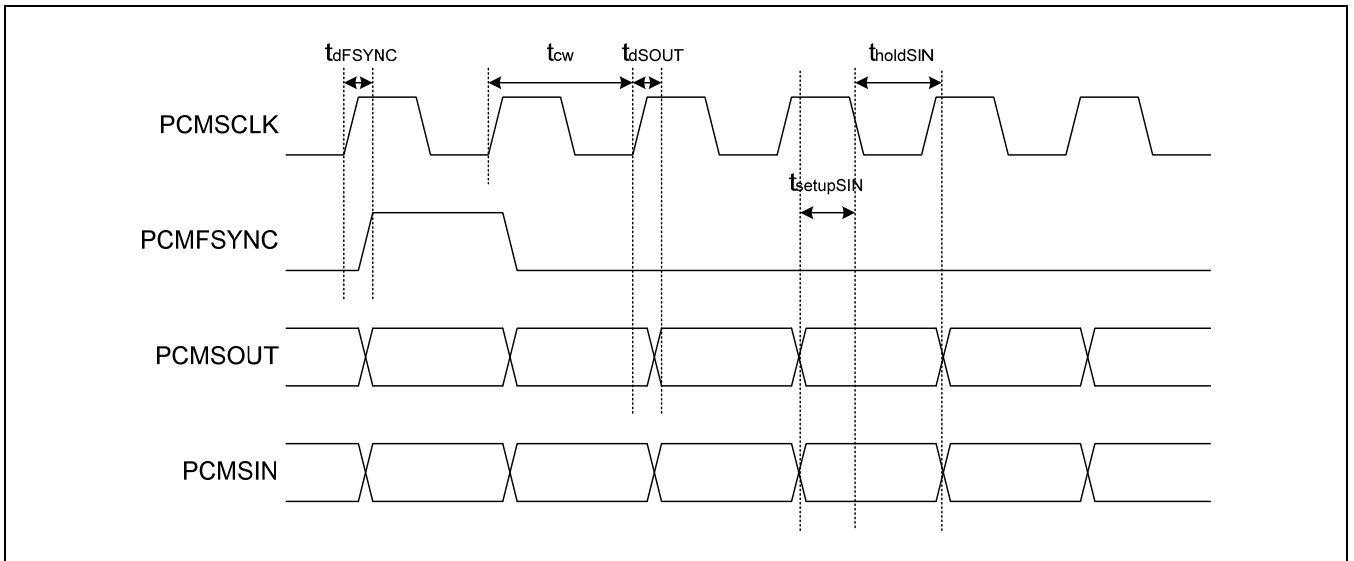 tdFSYNC
tcw
tdSOUT
tholdSIN
PCMSCLK
tsetupSIN
PCMFSYNC
PCMSOUT
PCMSIN